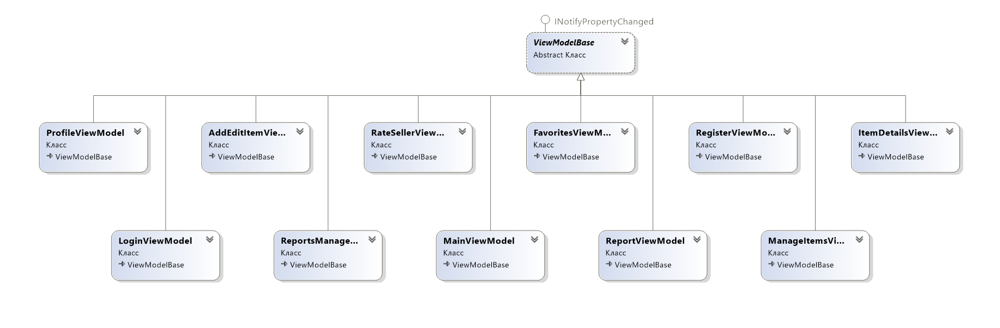 INotifyPropertyChanged
ViewModelBase
Abstract Класс
ProfileViewModel
Класс
ViewModelBase
AddEditItemVie...
Класс
ViewModelBase
RateSellerView...
Класс
ViewModelBase
FavoritesViewM...
Класс
ViewModelBase
RegisterViewMo...
Класс
ViewModelBase
ItemDetailsView...
Класс
ViewModelBase
LoginViewModel
Класс
ViewModelBase
ReportsManage...
Класс
ViewModelBase
MainViewModel
Класс
ViewModelBase
ReportViewModel
Класс
ViewModelBase
ManageItemsVi...
Класс
ViewModelBase